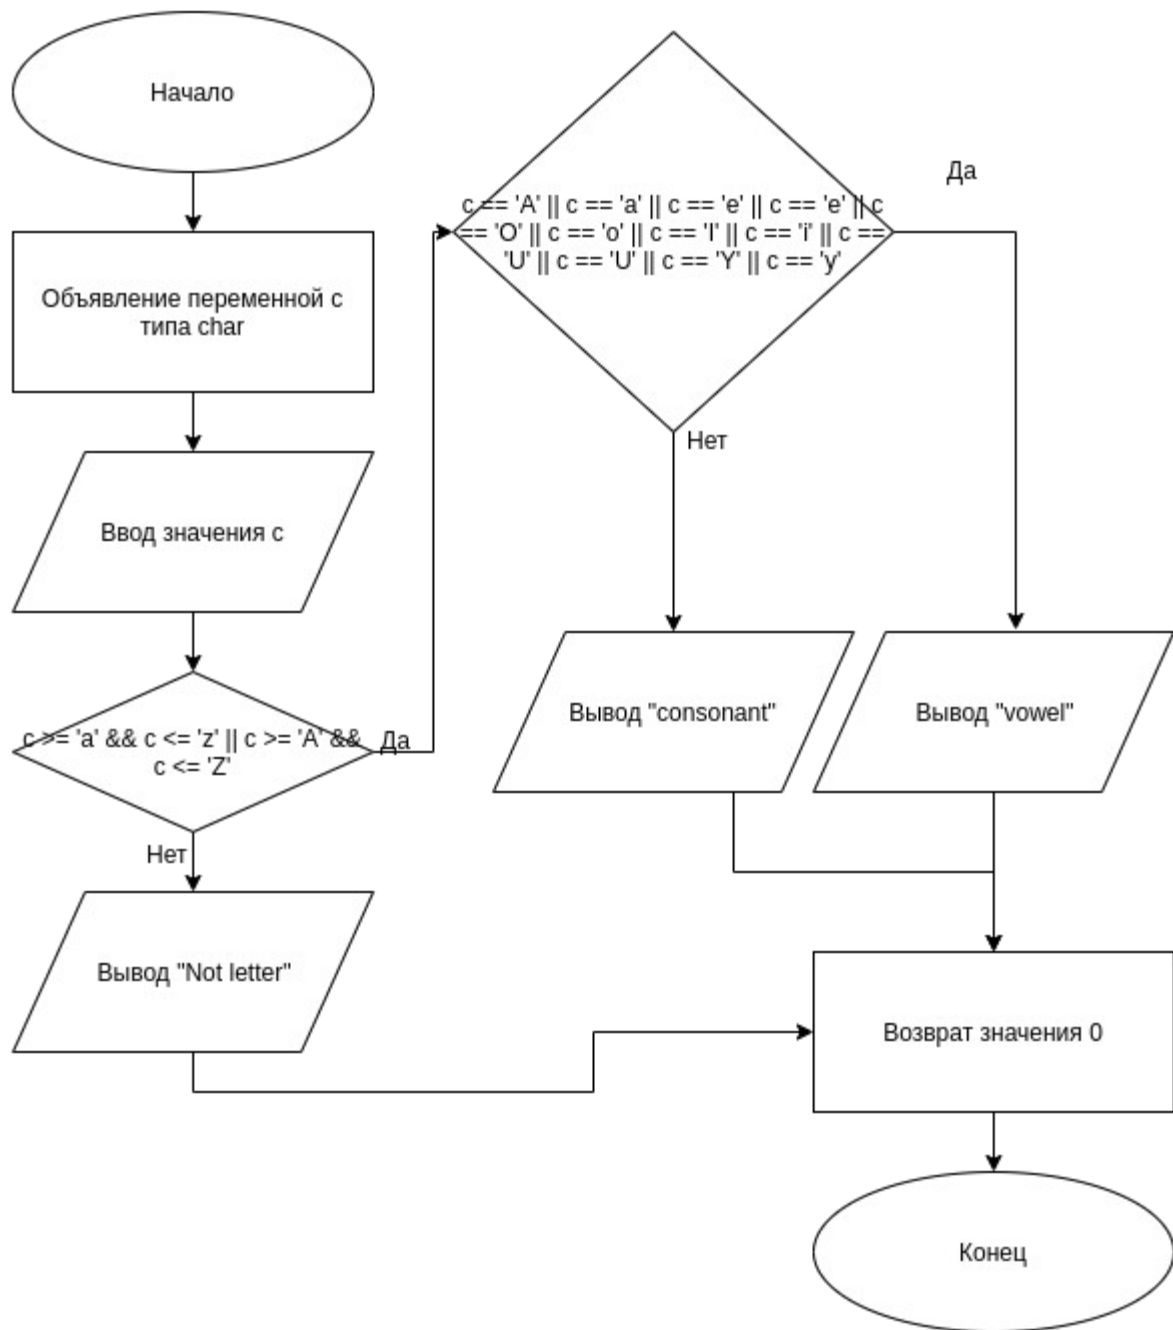 Начало
Объявление переменной с
типа char
Ввод значения с
c >= 'a' && c <= 'z' || c >= 'A' &&
c <= 'Z'
Да
Нет
Вывод "Not letter"
c == 'A' || c == 'a' || c == 'e' || c == 'e' || c
== 'O' || c == 'o' || c == 'I' || c == 'i' || c ==
'U' || c == 'U' || c == 'Y' || c == 'y'
Да
Нет
Вывод "consonant"
Вывод "vowel"
Возврат значения 0
Конец